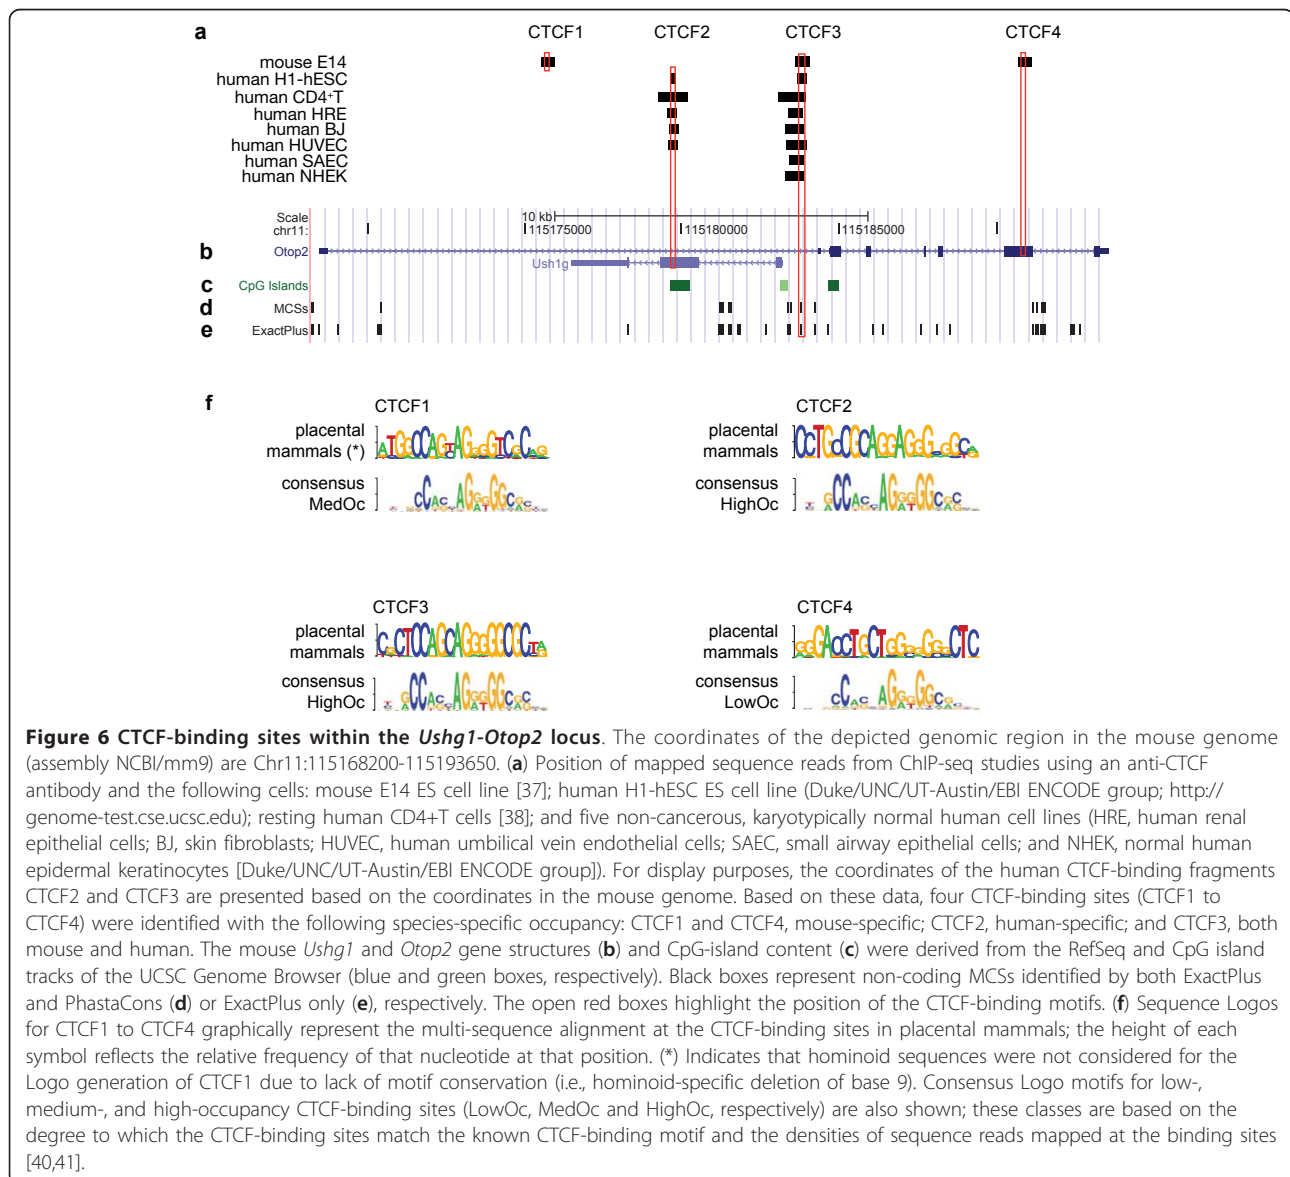 a CTCF1 CTCF2 CTCF3 CTCF4
mouse E14
human H1-hESC
human CD4+T
human HRE
human BJ
human HUVEC
human SAEC
human NHEK
Scale 10 kb
chr11: 115175000 115180000 115185000
b Otop2
Ush1g
c CpG Islands
d MCSs
e ExactPlus
f
CTCF1 CTCF2
placental placental
mammals (*) mammals
consensus consensus
MedOc HighOc
CTCF3 CTCF4
placental placental
mammals mammals
consensus consensus
HighOc LowOc
Figure 6 CTCF-binding sites within the Ushg1-Otop2 locus. The coordinates of the depicted genomic region in the mouse genome
(assembly NCBI/mm9) are Chr11:115168200-115193650. (a) Position of mapped sequence reads from ChIP-seq studies using an anti-CTCF
antibody and the following cells: mouse E14 ES cell line [37]; human H1-hESC ES cell line (Duke/UNC/UT-Austin/EBI ENCODE group; http://
genome-test.cse.ucsc.edu); resting human CD4+T cells [38]; and five non-cancerous, karyotypically normal human cell lines (HRE, human renal
epithelial cells; BJ, skin fibroblasts; HUVEC, human umbilical vein endothelial cells; SAEC, small airway epithelial cells; and NHEK, normal human
epidermal keratinocytes [Duke/UNC/UT-Austin/EBI ENCODE group]). For display purposes, the coordinates of the human CTCF-binding fragments
CTCF2 and CTCF3 are presented based on the coordinates in the mouse genome. Based on these data, four CTCF-binding sites (CTCF1 to
CTCF4) were identified with the following species-specific occupancy: CTCF1 and CTCF4, mouse-specific; CTCF2, human-specific; and CTCF3, both
mouse and human. The mouse Ushg1 and Otop2 gene structures (b) and CpG-island content (c) were derived from the RefSeq and CpG island
tracks of the UCSC Genome Browser (blue and green boxes, respectively). Black boxes represent non-coding MCSs identified by both ExactPlus
and PhastaCons (d) or ExactPlus only (e), respectively. The open red boxes highlight the position of the CTCF-binding motifs. (f) Sequence Logos
for CTCF1 to CTCF4 graphically represent the multi-sequence alignment at the CTCF-binding sites in placental mammals; the height of each
symbol reflects the relative frequency of that nucleotide at that position. (*) Indicates that hominoid sequences were not considered for the
Logo generation of CTCF1 due to lack of motif conservation (i.e., hominoid-specific deletion of base 9). Consensus Logo motifs for low-,
medium-, and high-occupancy CTCF-binding sites (LowOc, MedOc and HighOc, respectively) are also shown; these classes are based on the
degree to which the CTCF-binding sites match the known CTCF-binding motif and the densities of sequence reads mapped at the binding sites
[40,41].